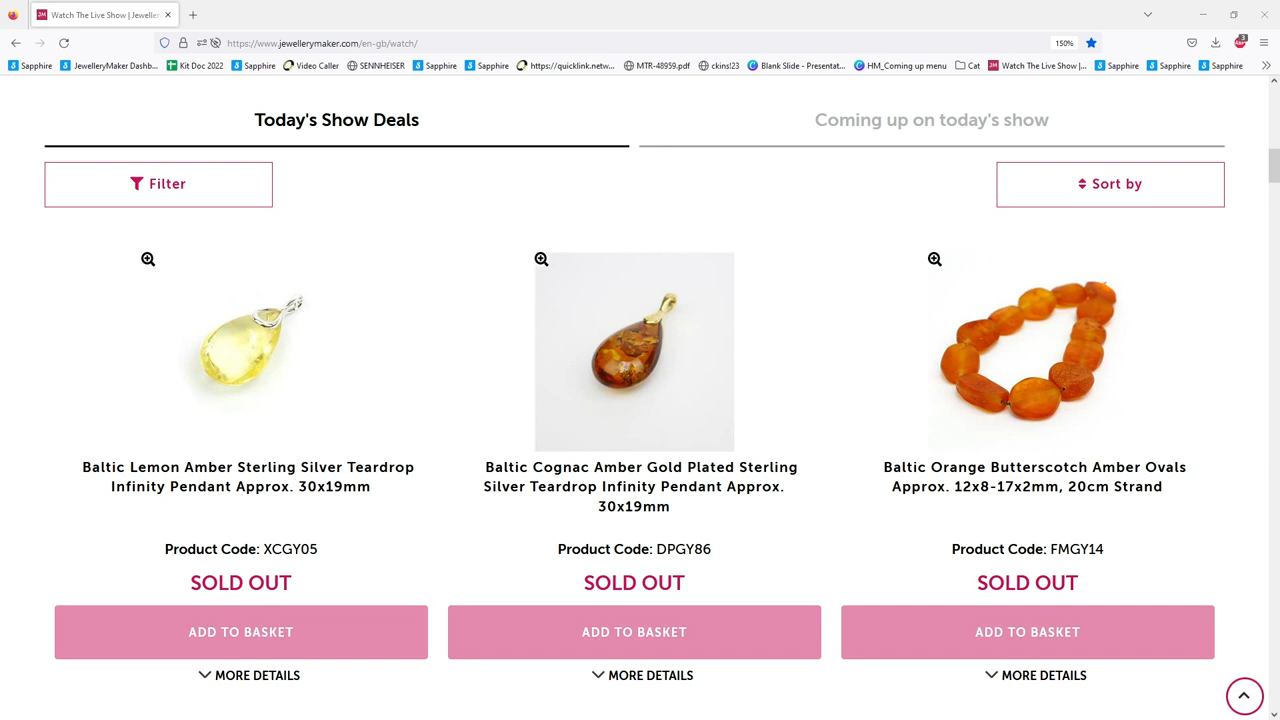 Watch The Live Show | Jeweller
https://www.jewellerymaker.com/en-gb/watch/
150%
3
Sapphire
JewelleryMaker Dashb...
Kit Doc 2022
Sapphire
Video Caller
SENNHEISER
Sapphire
Sapphire
https://quicklink.netw...
MTR-48959.pdf
ckins!23
Blank Slide - Presentat...
HM_Coming up menu
Cat
Watch The Live Show |...
Sapphire
Sapphire
Sapphire
Today's Show Deals
Coming up on today's show
Filter
Sort by
Baltic Lemon Amber Sterling Silver Teardrop
Infinity Pendant Approx. 30x19mm
Product Code: XCGY05
SOLD OUT
ADD TO BASKET
MORE DETAILS
Baltic Cognac Amber Gold Plated Sterling
Silver Teardrop Infinity Pendant Approx.
30x19mm
Product Code: DPGY86
SOLD OUT
ADD TO BASKET
MORE DETAILS
Baltic Orange Butterscotch Amber Ovals
Approx. 12x8-17x2mm, 20cm Strand
Product Code: FMGY14
SOLD OUT
ADD TO BASKET
MORE DETAILS